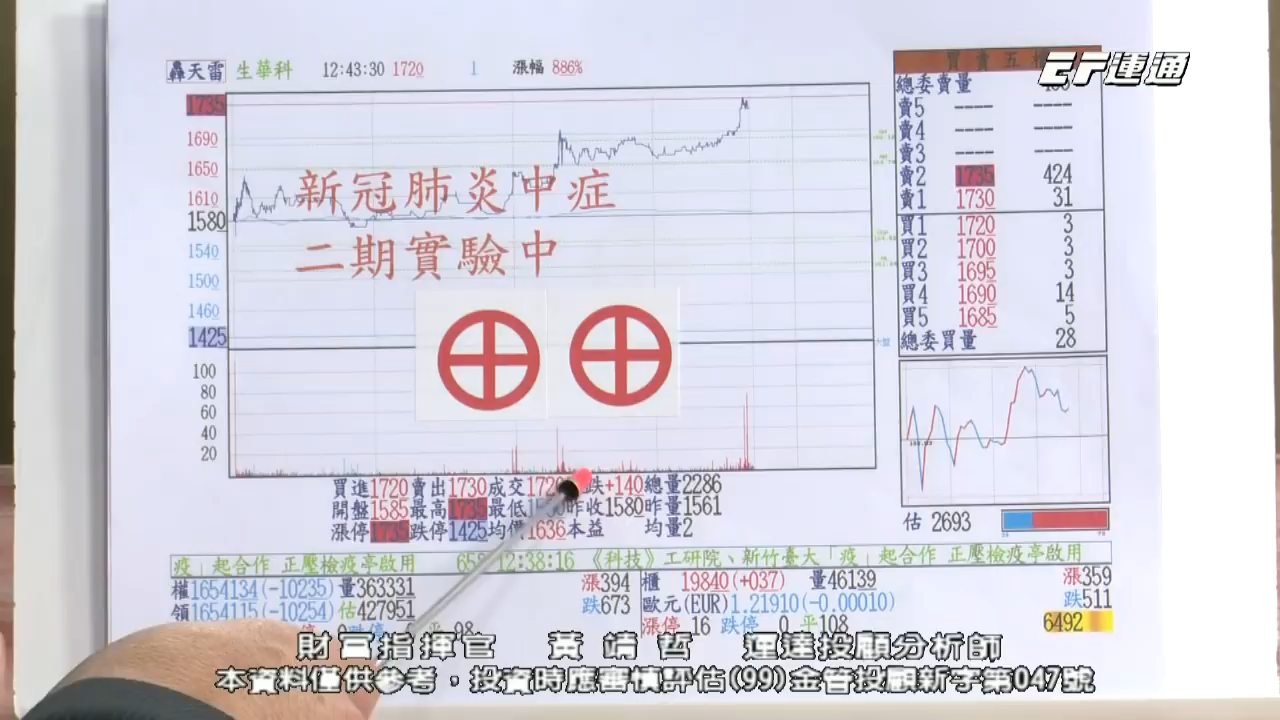 轟天雷 生華科 12:43:30 1720 1 漲幅 886%
運通
1735
1690
1650
1610
1580
1540
1500
1460
1425
100
80
60
40
20
新冠肺炎中症
二期實驗中
總委賣量
賣5 ---- ----
賣4 ---- ----
賣3 ---- ----
賣2 1735 424
賣1 1730 31
買1 1720 3
買2 1700 3
買3 1695 3
買4 1690 14
買5 1685 5
總委買量 28
估 2693
買進1720賣出1730成交1720 跌+140總量2286
開盤1585最高1735最低 昨收1580昨量1561
漲停1735跌停1425均價1636本益 均量2
疫」起合作 正壓檢疫亭啟用 12:38:16 《科技》工研院、新竹臺大「疫」起合作 正壓檢疫亭啟用
權1654134(-10235) 量363331 漲394
領1654115(-10254) 估427951 跌673
平 98
櫃 19840(+037) 量46139 漲359
歐元(EUR)1.21910(-0.00010) 跌511
漲停 16 跌停 0 平108 6492
財富指揮官 黃靖哲 運達投顧分析師
本資料僅供參考，投資時應審慎評估(99)金管投顧新字第047號